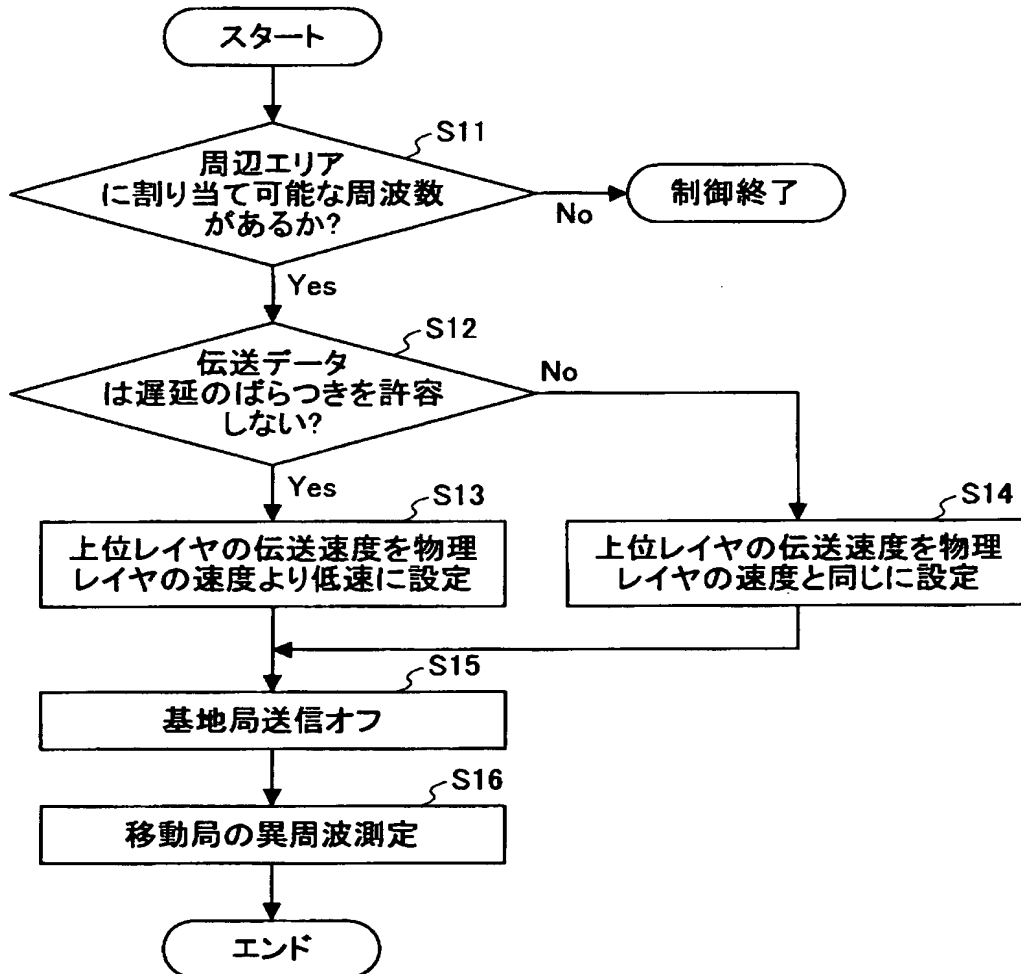 スタート
S11
周辺エリア
に割り当て可能な周波数
があるか?
No
制御終了
Yes
S12
伝送データ
は遅延のばらつきを許容
しない?
No
Yes
S13
上位レイヤの伝送速度を物理
レイヤの速度より低速に設定
S14
上位レイヤの伝送速度を物理
レイヤの速度と同じに設定
S15
基地局送信オフ
S16
移動局の異周波測定
エンド